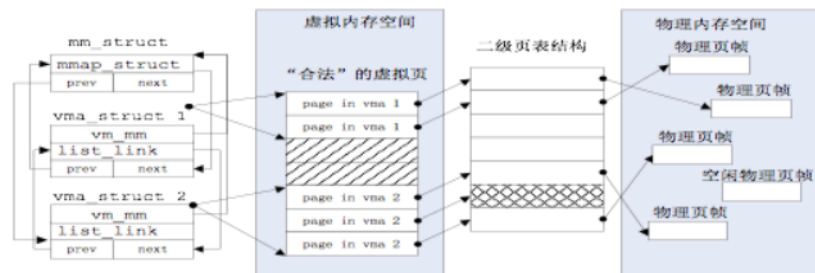 mm_struct
mmap_struct
prev next
vma_struct 1
vm_mm
list_link
prev next
vma_struct 2
vm_mm
list_link
prev next
虚拟内存空间
“合法”的虚拟页
page in vma 1
page in vma 1
page in vma 2
page in vma 2
page in vma 2
二级页表结构
物理内存空间
物理页帧
物理页帧
物理页帧
空闲物理页帧
物理页帧